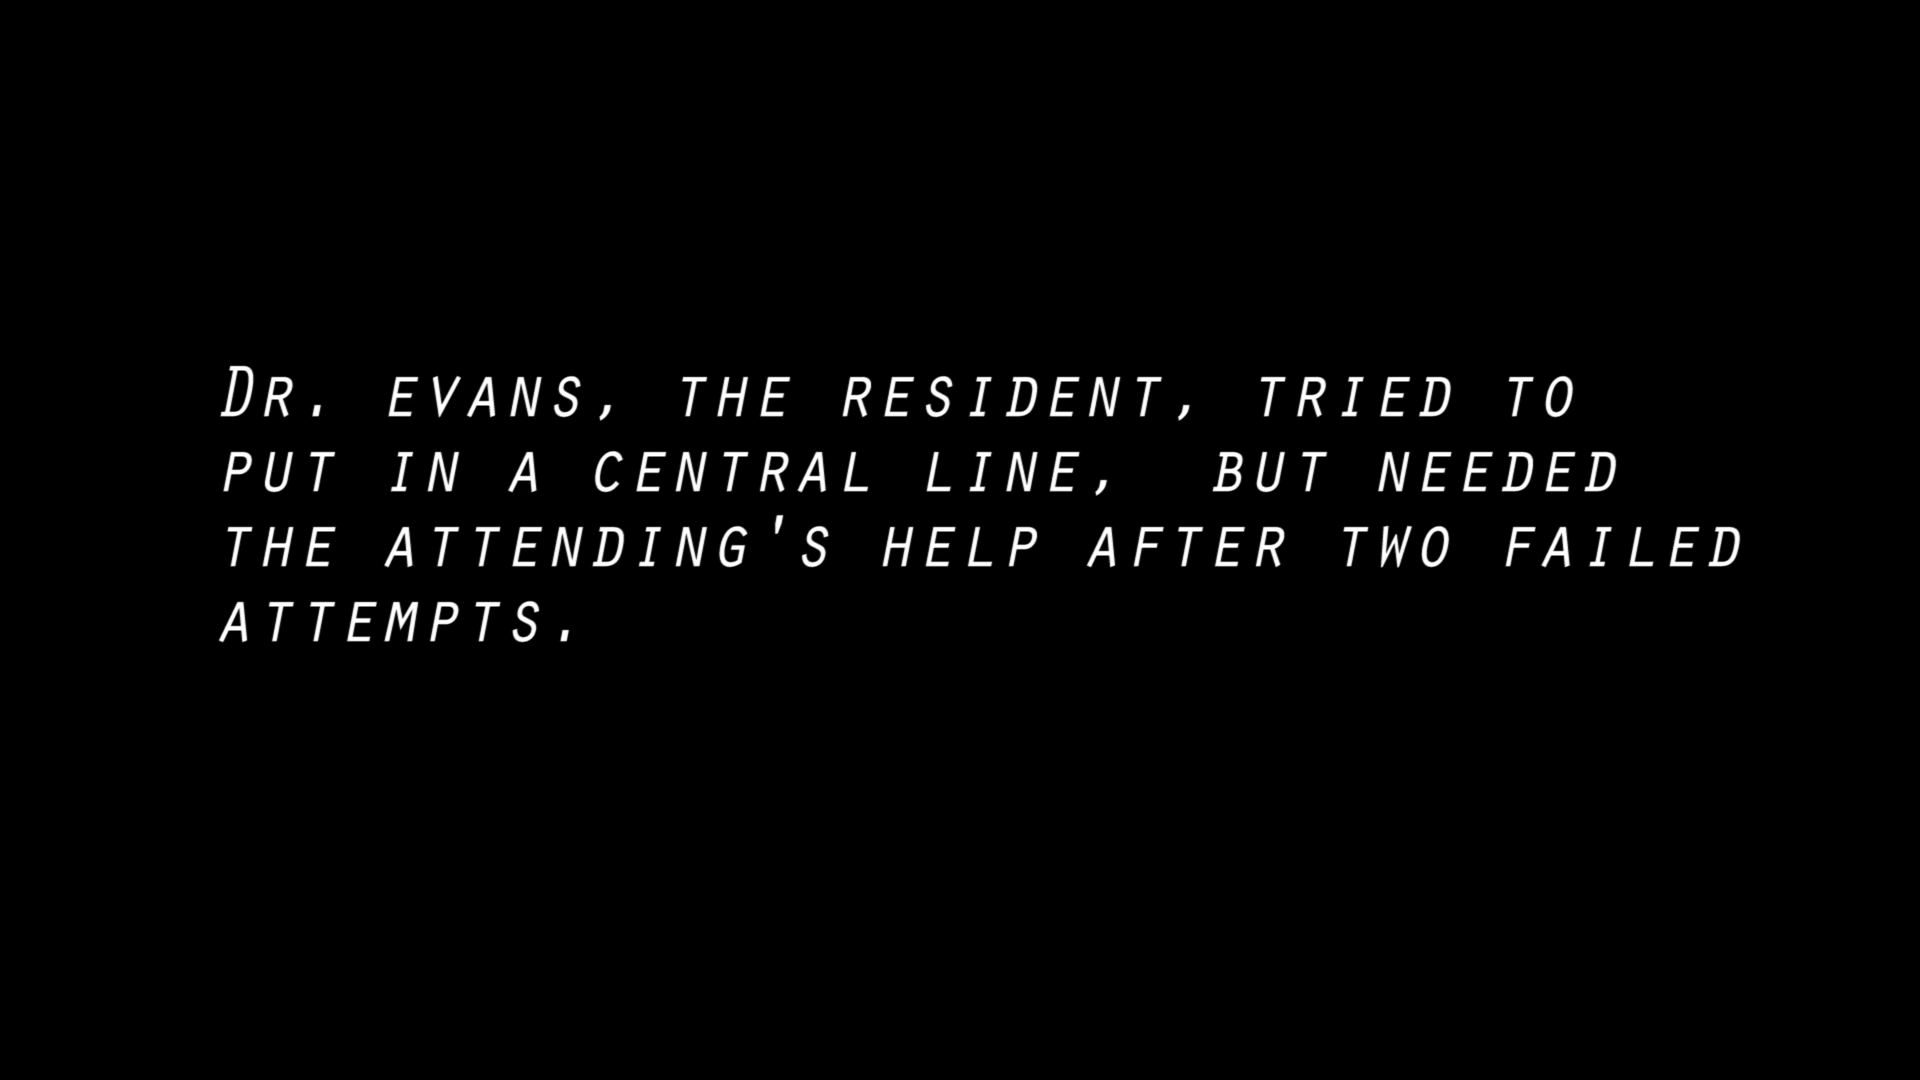 Dr. evans, the resident, tried to
put in a central line,  but needed
the attending's help after two failed
attempts.